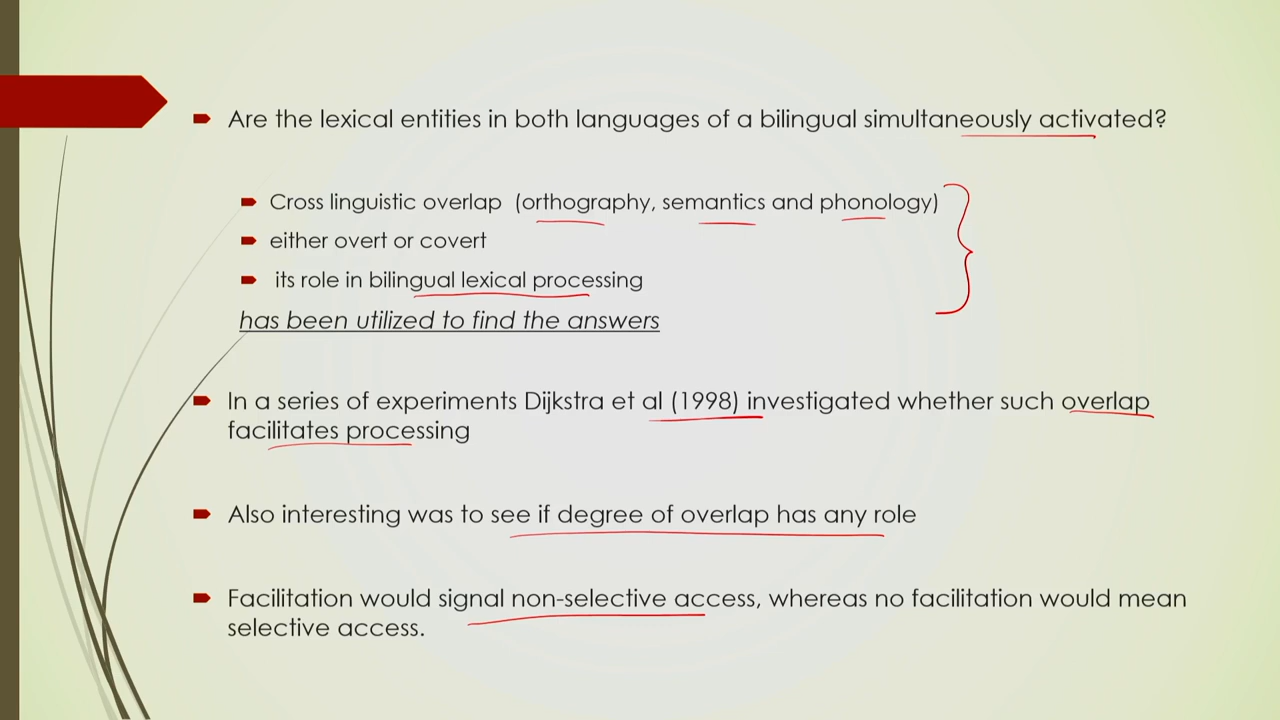 Are the lexical entities in both languages of a bilingual simultaneously activated?
Cross linguistic overlap (orthography, semantics and phonology)
either overt or covert
its role in bilingual lexical processing
has been utilized to find the answers
In a series of experiments Dijkstra et al (1998) investigated whether such overlap
facilitates processing
Also interesting was to see if degree of overlap has any role
Facilitation would signal non-selective access, whereas no facilitation would mean
selective access.